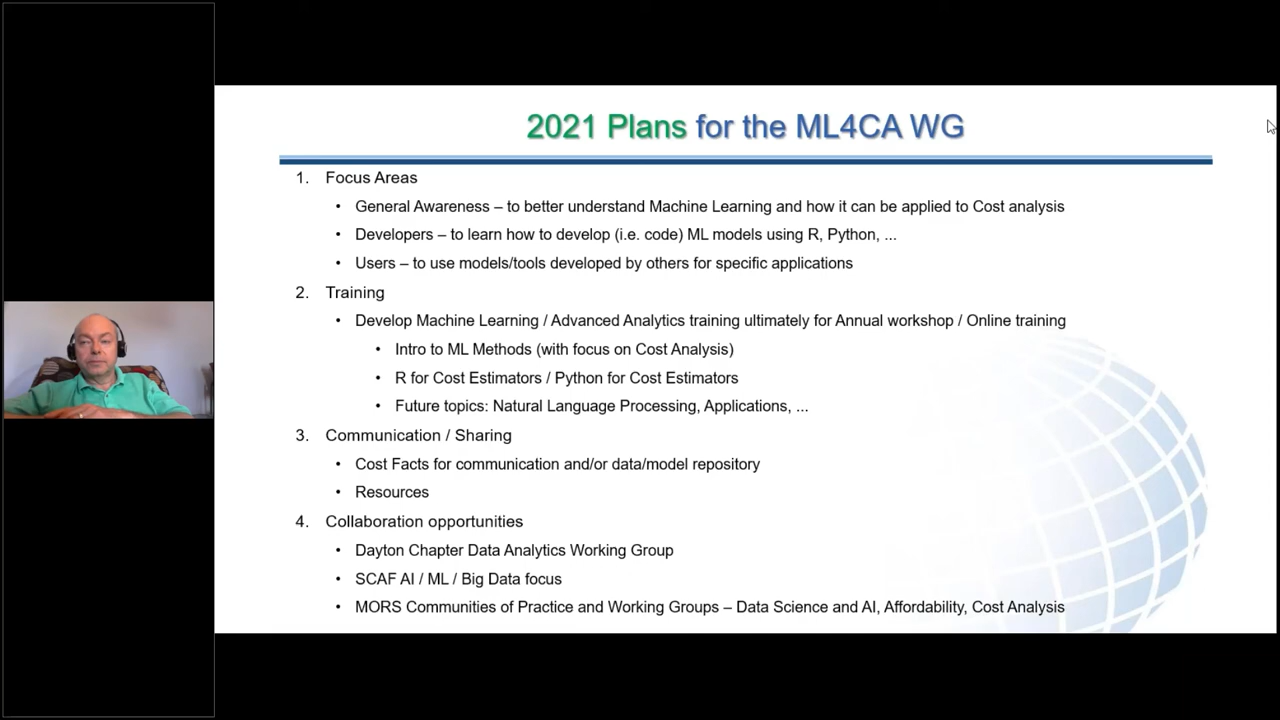 2021 Plans for the ML4CA WG
1. Focus Areas
• General Awareness – to better understand Machine Learning and how it can be applied to Cost analysis
• Developers – to learn how to develop (i.e. code) ML models using R, Python, ...
• Users – to use models/tools developed by others for specific applications
2. Training
• Develop Machine Learning / Advanced Analytics training ultimately for Annual workshop / Online training
• Intro to ML Methods (with focus on Cost Analysis)
• R for Cost Estimators / Python for Cost Estimators
• Future topics: Natural Language Processing, Applications, ...
3. Communication / Sharing
• Cost Facts for communication and/or data/model repository
• Resources
4. Collaboration opportunities
• Dayton Chapter Data Analytics Working Group
• SCAF AI / ML / Big Data focus
• MORS Communities of Practice and Working Groups – Data Science and AI, Affordability, Cost Analysis